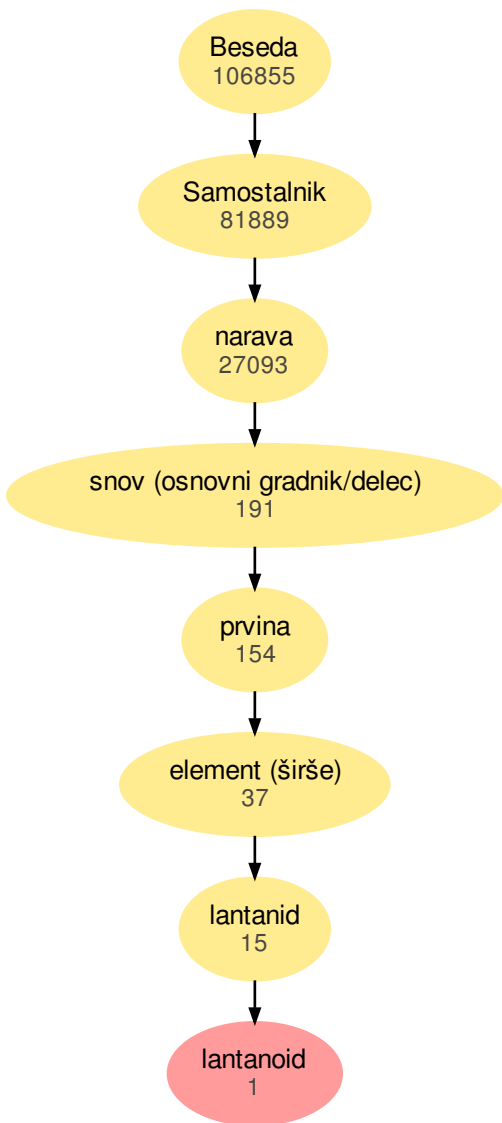 Beseda
106855
Samostalnik
81889
narava
27093
snov (osnovni gradnik/delec)
191
prvina
154
element (širše)
37
lantanid
15
lantanoid
1